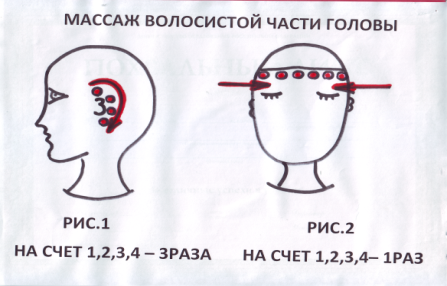 МАССАЖ ВОЛОСИСТОЙ ЧАСТИ ГОЛОВЫ
3
РИС.1
РИС.2
НА СЧЕТ 1,2,3,4 – 3РАЗА
НА СЧЕТ 1,2,3,4– 1РАЗ